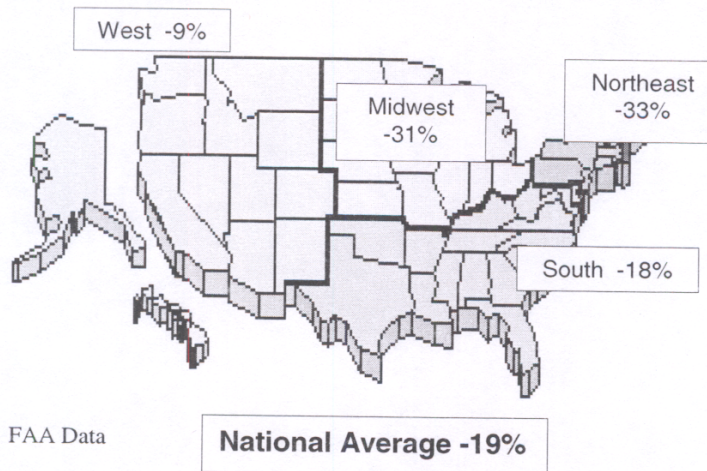 West -9%
Midwest
-31%
Northeast
-33%
South -18%
FAA Data
National Average -19%